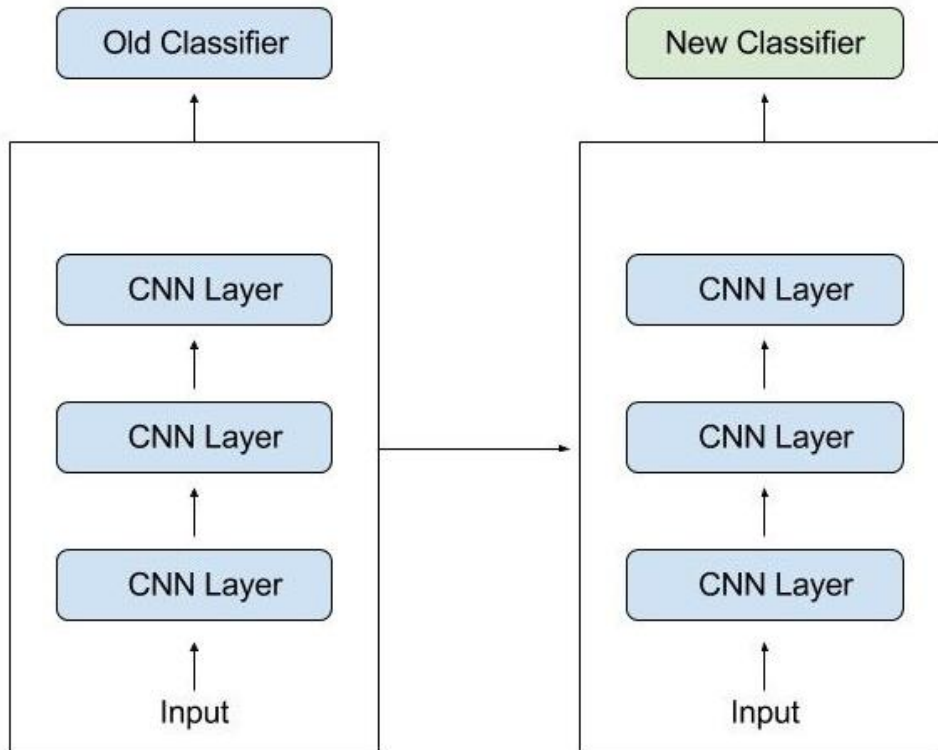 Old Classifier
CNN Layer
CNN Layer
CNN Layer
Input
New Classifier
CNN Layer
CNN Layer
CNN Layer
Input